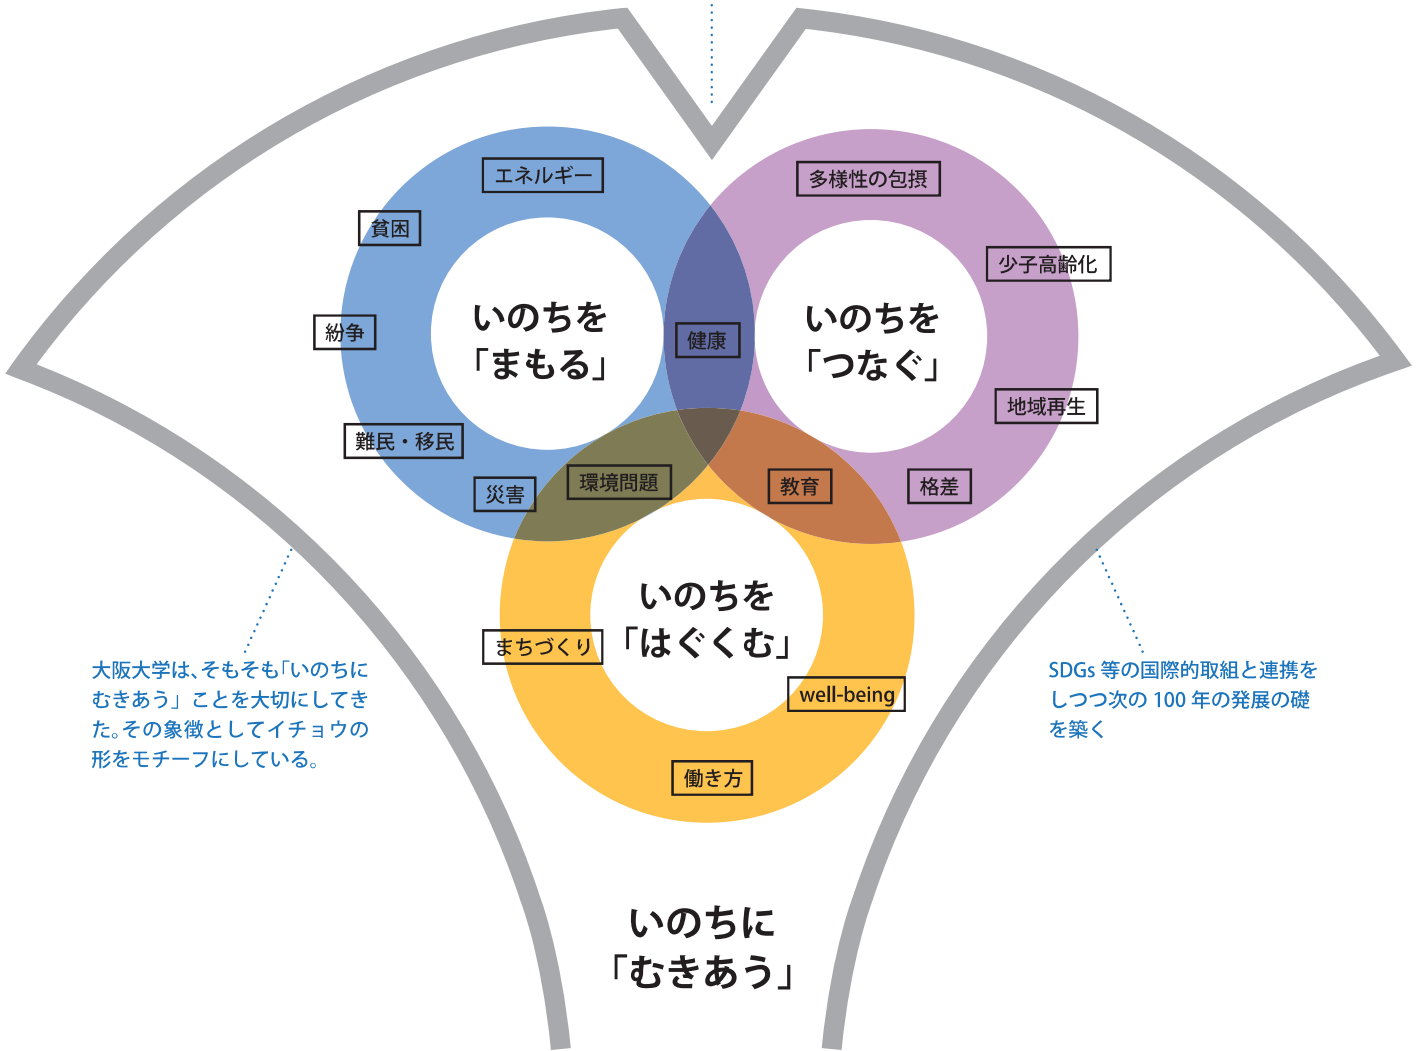 エネルギー
多様性の包摂
貧困
少子高齢化
紛争
いのちを
「まもる」
健康
いのちを
「つなぐ」
地域再生
難民・移民
災害
環境問題
教育
格差
いのちを
「はぐくむ」
まちづくり
well-being
働き方
大阪大学は、そもそも「いのちに
むきあう」ことを大切にしてき
た。その象徴としてイチョウの
形をモチーフにしている。
SDGs 等の国際的取組と連携を
しつつ次の 100 年の発展の礎
を築く
いのちに
「むきあう」